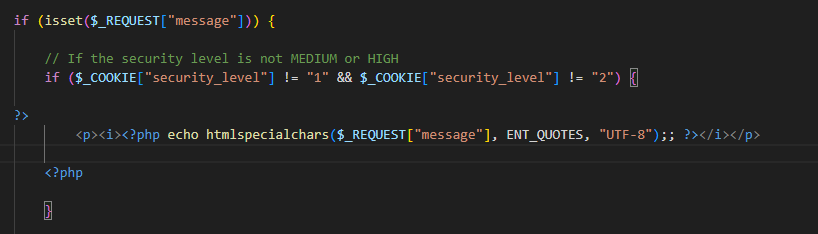 if (isset($_REQUEST["message"])) {
// If the security level is not MEDIUM or HIGH
if ($_COOKIE["security_level"] != "1" && $_COOKIE["security_level"] != "2") {
?>
<p><i><?php echo htmlspecialchars($_REQUEST["message"], ENT_QUOTES, "UTF-8");; ?></i></p>
<?php
}